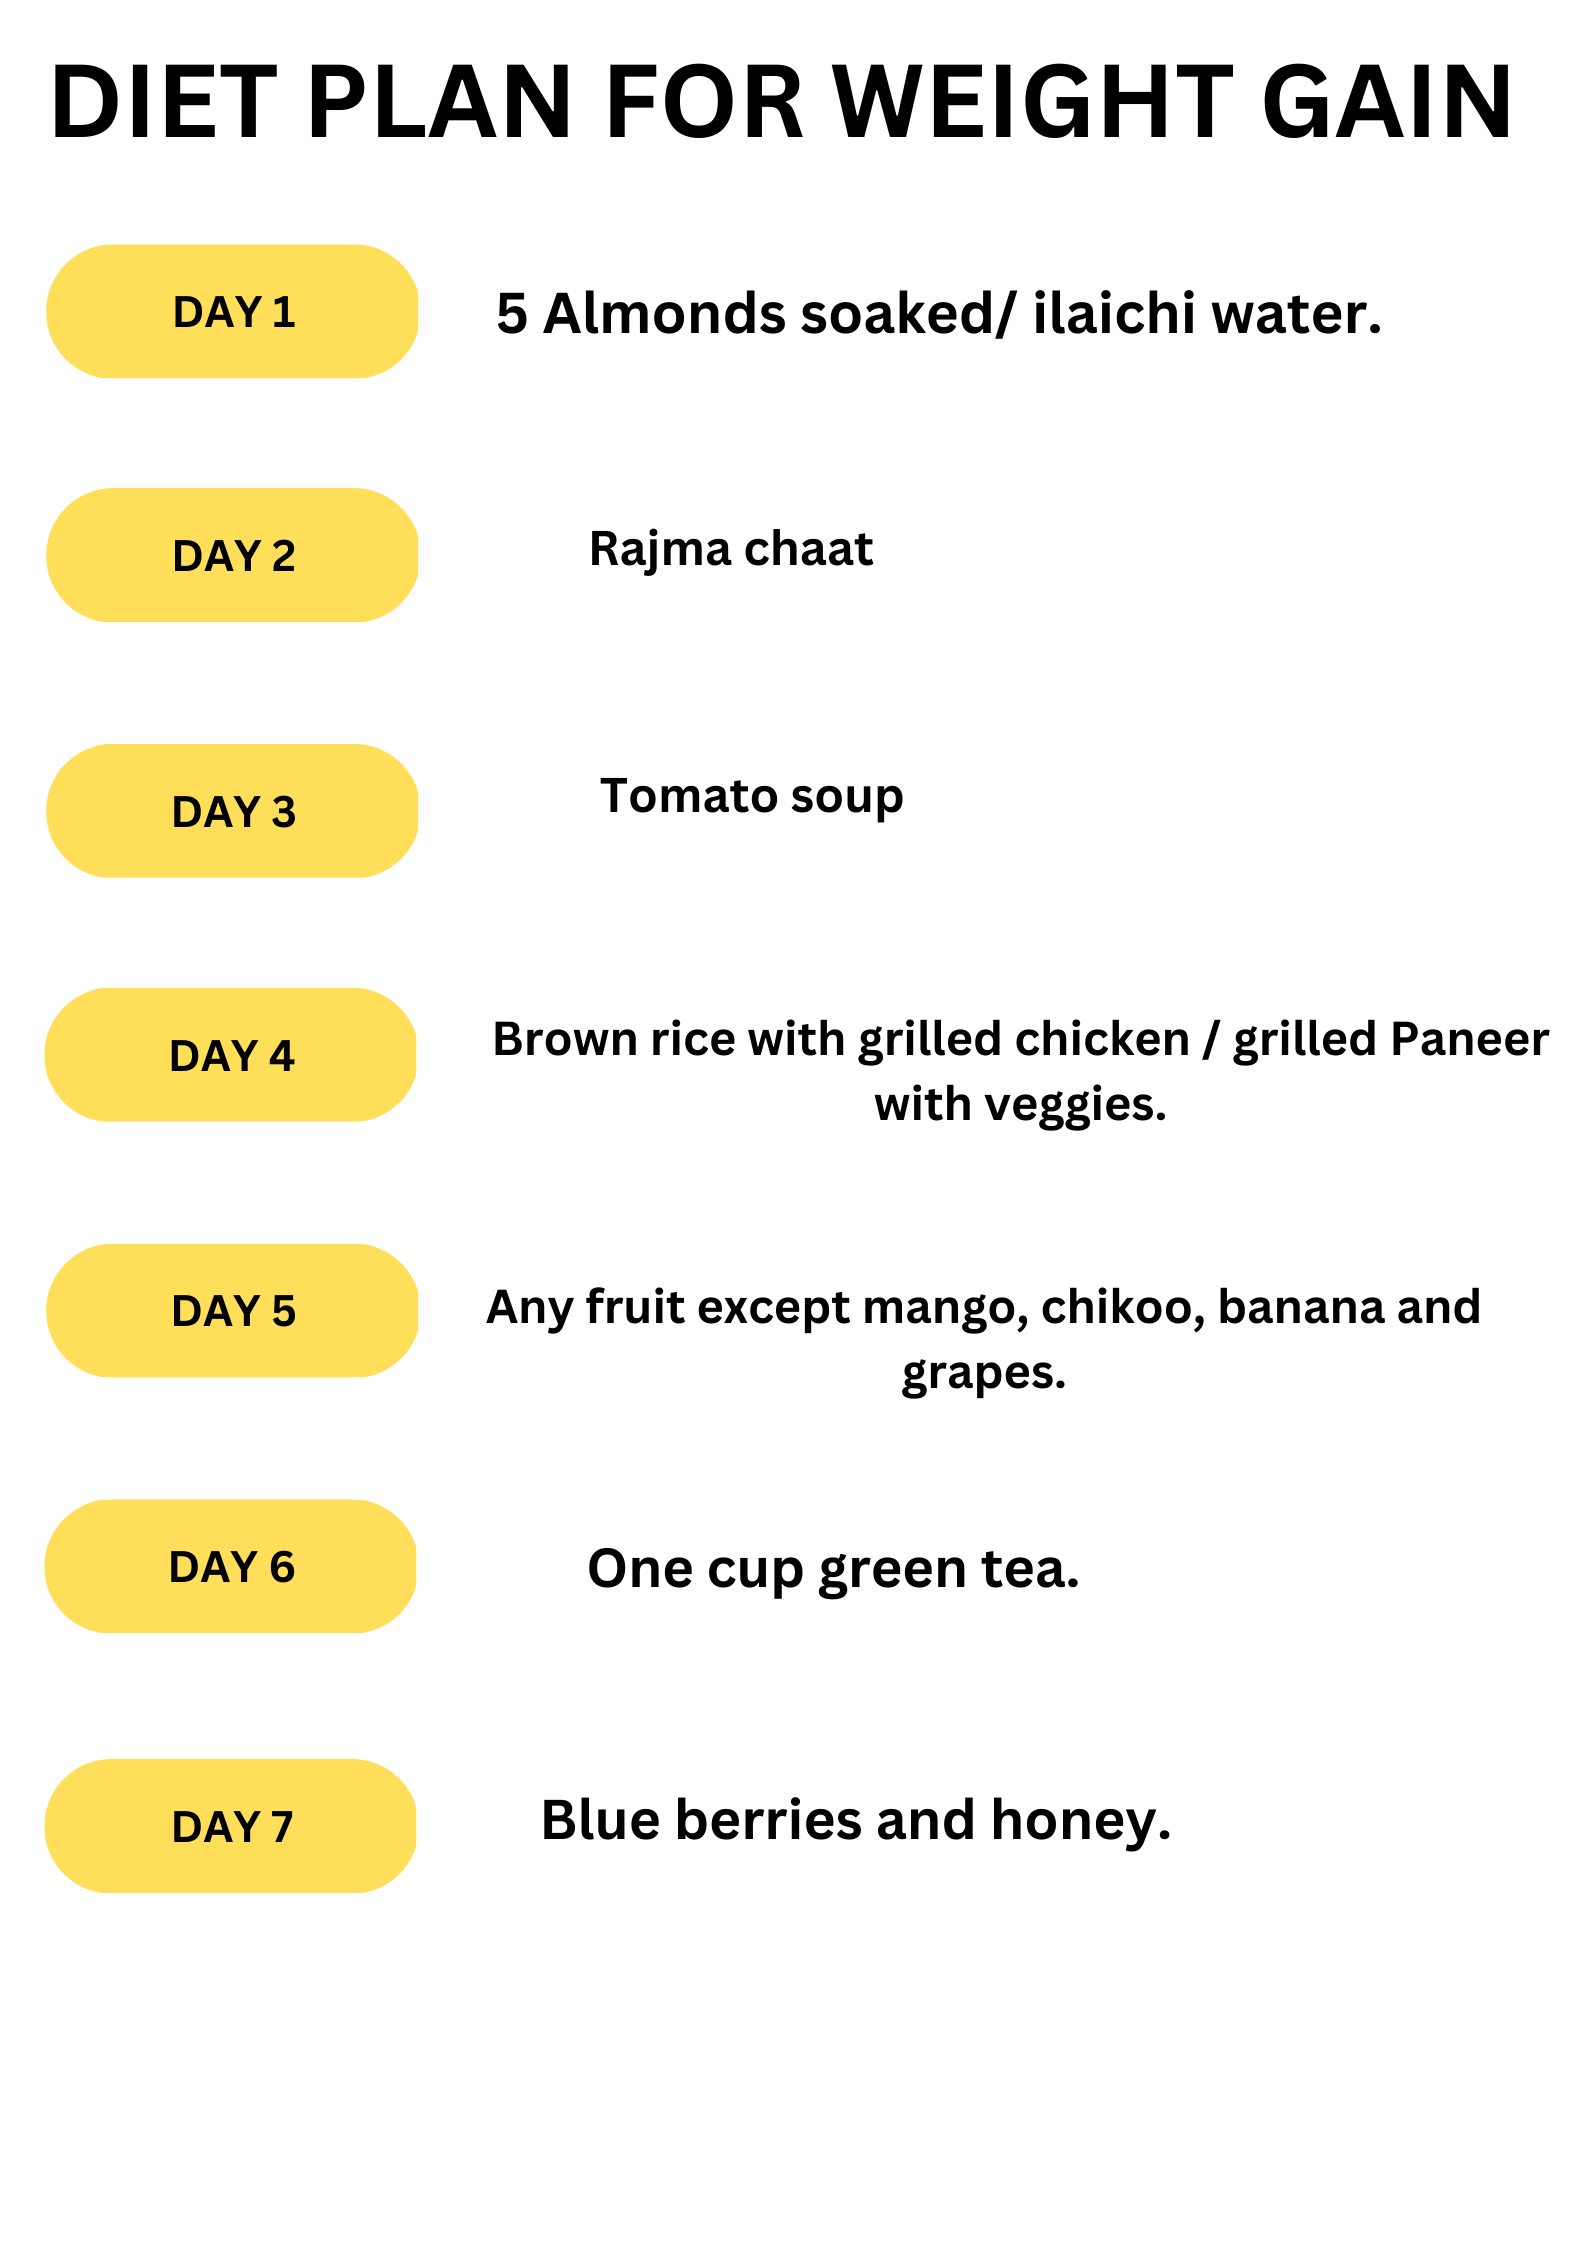 DIET PLAN FOR WEIGHT GAIN
DAY 1
5 Almonds soaked/ ilaichi water.
DAY 2
Rajma chaat
DAY 3
Tomato soup
DAY 4
Brown rice with grilled chicken / grilled Paneer
with veggies.
DAY 5
Any fruit except mango, chikoo, banana and
grapes.
DAY 6
One cup green tea.
DAY 7
Blue berries and honey.